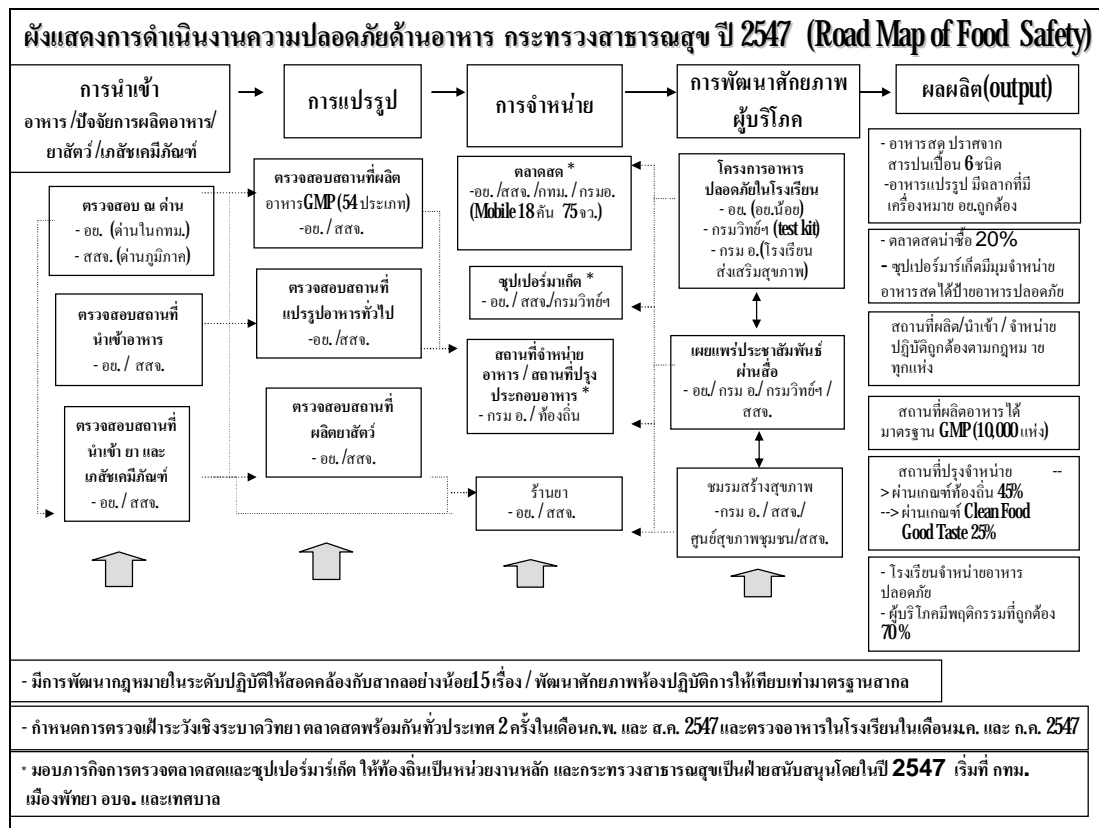 ผังแสดงการดำเนินงานความปลอดภัยด้านอาหาร กระทรวงสาธารณสุข ปี 2547 (Road Map of Food Safety)
การนำเข้า
อาหาร /ปัจจัยการผลิตอาหาร/
ยาสัตว์ /เภสัชเคมีภัณฑ์
ตรวจสอบ ณ ด่าน
- อย. (ด่านในกทม.)
- สสจ. (ด่านภูมิภาค)
ตรวจสอบสถานที่
นำเข้าอาหาร
- อย. / สสจ.
ตรวจสอบสถานที่
นำเข้า ยา และ
เภสัชเคมีภัณฑ์
- อย. / สสจ.
การแปรรูป
ตรวจสอบสถานที่ผลิต
อาหารGMP (54 ประเภท)
-อย. / สสจ.
ตรวจสอบสถานที่
แปรรูปอาหารทั่วไป
-อย. /สสจ.
ตรวจสอบสถานที่
ผลิตยาสัตว์
- อย. /สสจ.
การจำหน่าย
ตลาดสด *
-อย. /สสจ. /กทม. / กรมอ.
(Mobile 18 คัน 75 จว.)
ซุปเปอร์มาเก็ต *
- อย. / สสจ./กรมวิทย์ฯ
สถานที่จำหน่าย
อาหาร / สถานที่ปรุง
ประกอบอาหาร *
- กรม อ. / ท้องถิ่น
ร้านยา
- อย. / สสจ.
การพัฒนาศักยภาพ
ผู้บริโภค
โครงการอาหาร
ปลอดภัยในโรงเรียน
- อย. (อย.น้อย)
- กรมวิทย์ฯ (test kit)
- กรม อ.(โรงเรียน
ส่งเสริมสุขภาพ)
เผยแพร่ประชาสัมพันธ์
ผ่านสื่อ
- อย./ กรม อ./ กรมวิทย์ฯ /
สสจ.
ชมรมสร้างสุขภาพ
-กรม อ. / สสจ./
ศูนย์สุขภาพชุมชน/สสจ.
ผลผลิต(output)
- อาหารสด ปราศจาก
สารปนเปื้อน 6 ชนิด
-อาหารแปรรูป มีฉลากที่มี
เครื่องหมาย อย.ถูกต้อง
- ตลาดสดน่าซื้อ 20%
- ซุปเปอร์มาร์เก็ตมีมุมจำหน่าย
อาหารสดได้ป้ายอาหารปลอดภัย
สถานที่ผลิต/นำเข้า / จำหน่าย
ปฏิบัติถูกต้องตามกฎหม าย
ทุกแห่ง
สถานที่ผลิตอาหารได้
มาตรฐาน GMP (10,000 แห่ง)
สถานที่ปรุงจำหน่าย --
> ผ่านเกณฑ์ท้องถิ่น 45%
--> ผ่านเกณฑ์ Clean Food
Good Taste 25%
- โรงเรียนจำหน่ายอาหาร
ปลอดภัย
- ผู้บริโภคมีพฤติกรรมที่ถูกต้อง
70%
- มีการพัฒนากฎหมายในระดับปฏิบัติให้สอดคล้องกับสากลอย่างน้อย15 เรื่อง / พัฒนาศักยภาพห้องปฏิบัติการให้เทียบเท่ามาตรฐานสากล
- กำหนดการตรวจเฝ้าระวังเชิงระบาดวิทยา ตลาดสดพร้อมกันทั่วประเทศ 2 ครั้งในเดือนก.พ. และ ส.ค. 2547 และตรวจอาหารในโรงเรียนในเดือนม.ค. และ ก.ค. 2547
* มอบภารกิจการตรวจตลาดสดและซุปเปอร์มาร์เก็ต ให้ท้องถิ่นเป็นหน่วยงานหลัก และกระทรวงสาธารณสุขเป็นฝ่ายสนับสนุนโดยในปี 2547 เริ่มที่ กทม.
เมืองพัทยา อบจ. และเทศบาล